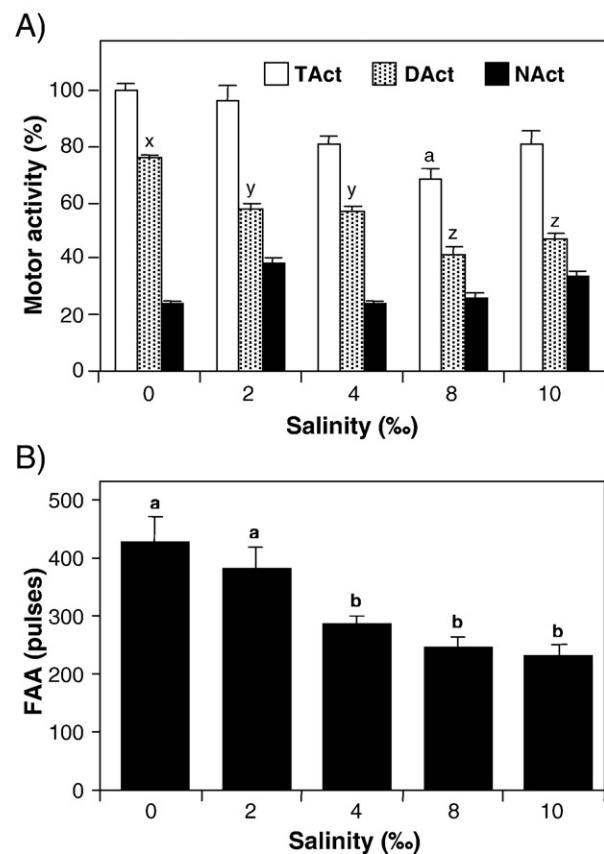 A)
TAct DAct NAct
Motor activity (%)
100
80
60
40
20
0
x
y
y
a
z
z
0 2 4 8 10
Salinity (‰)
B)
FAA (pulses)
500
400
300
200
100
0
a
a
b
b
b
0 2 4 8 10
Salinity (‰)